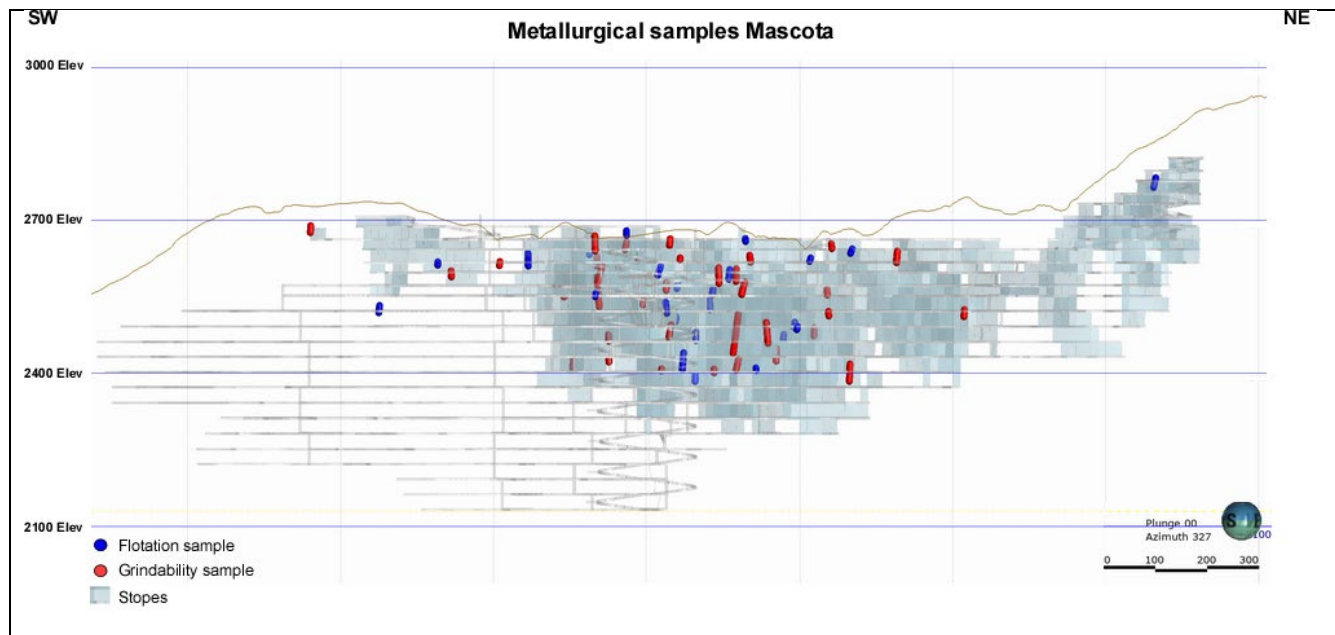 SW
NE
Metallurgical samples Mascota
3000 Elev
2700 Elev
2400 Elev
2100 Elev
Plunge 00
Azimuth 327
S
100
0 100 200 300
Flotation sample
Grindability sample
Stopes